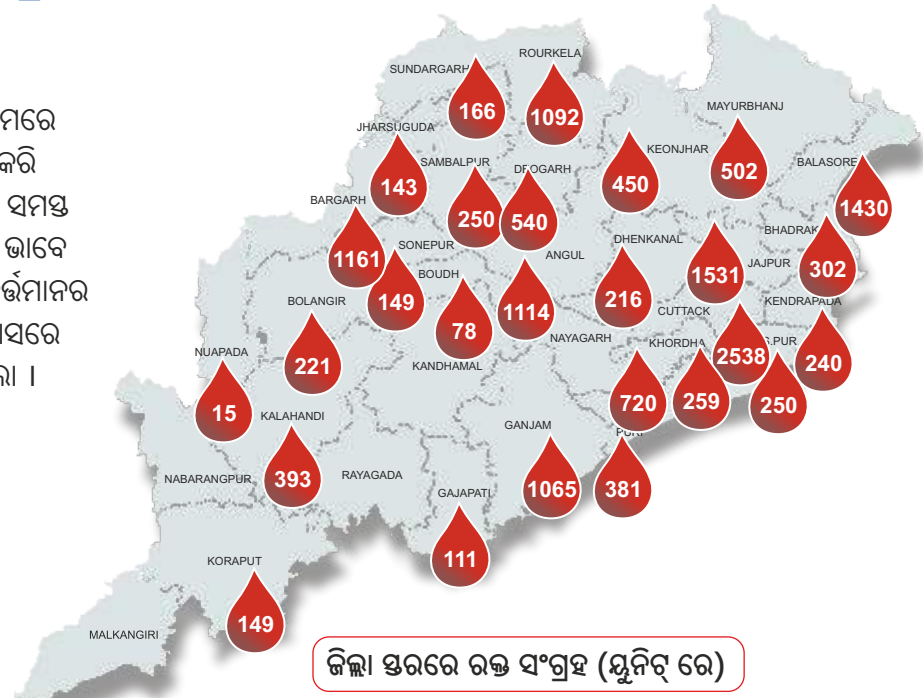 ମରେ
କରି
ସମସ୍ତ
ଭାବେ
ର୍ତ୍ତମାନର
ାସରେ
ଲା ।
SUNDARGARH
166
ROURKELA
1092
JHARSUGUDA
143
SAMBALPUR
250
DEOGARH
540
KEONJHAR
450
MAYURBHANJ
502
BALASORE
1430
BARGARH
1161
SONEPUR
149
BOUDH
78
ANGUL
1114
DHENKANAL
216
JAJPUR
1531
BHADRAK
302
BOLANGIR
221
NUAPADA
15
KANDHAMAL
NAYAGARH
720
KHORDHA
259
CUTTACK
2538
KENDRAPADA
240
S.PUR
250
KALAHANDI
393
NABARANGPUR
RAYAGADA
GANJAM
1065
PURI
381
GAJAPATI
111
KORAPUT
149
MALKANGIRI
ଜିଲ୍ଲା ସ୍ତରରେ ରକ୍ତ ସଂଗ୍ରହ (ୟୁନିଟ୍ ରେ)